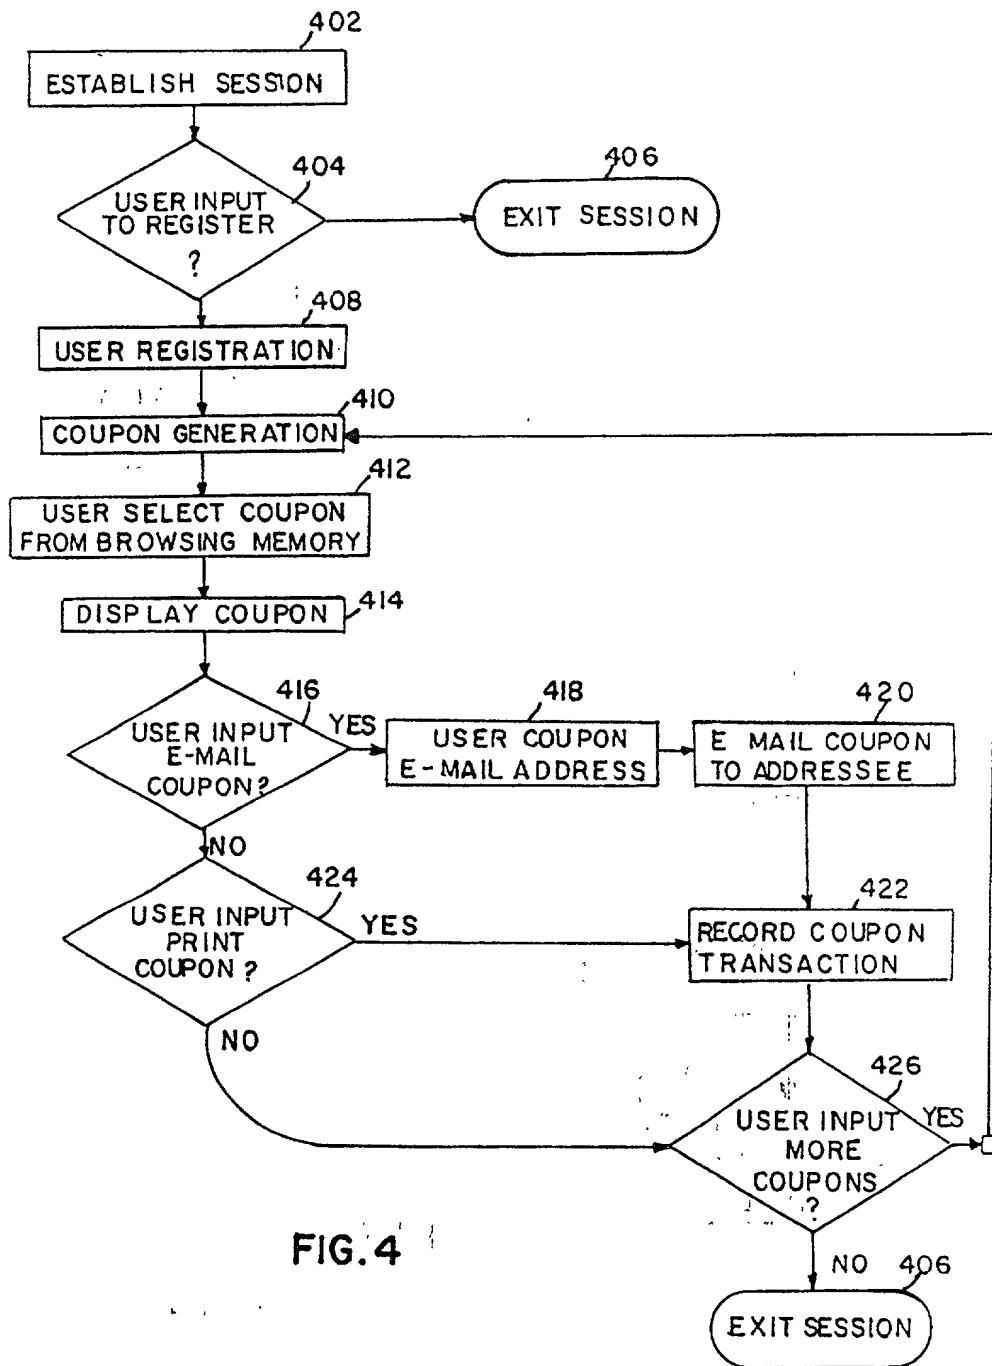 402
ESTABLISH SESSION
404
USER INPUT
TO REGISTER
?
406
EXIT SESSION
408
USER REGISTRATION
410
COUPON GENERATION
412
USER SELECT COUPON
FROM BROWSING MEMORY
DISPLAY COUPON
414
416
USER INPUT
E-MAIL
COUPON?
YES
418
USER COUPON
E-MAIL ADDRESS
420
E MAIL COUPON
TO ADDRESSEE
NO
424
USER INPUT
PRINT
COUPON?
YES
422
RECORD COUPON
TRANSACTION
NO
426
USER INPUT
MORE
COUPONS
?
YES
FIG. 4
NO
406
EXIT SESSION